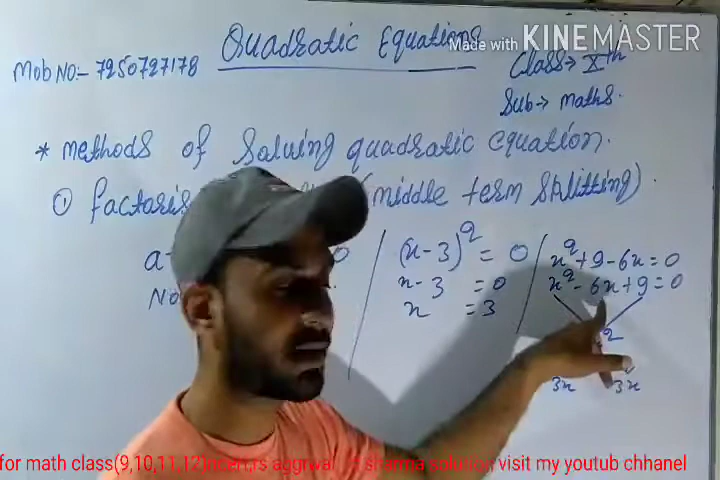 Made with KINEMASTER
Quadratic Equations
Mob No:- 7250727178
Class→ Xth
Sub→ maths.
* methods of Solving quadratic equation.
① (middle term Splitting).
(x-3)² = 0
x-3 = 0
x = 3
x²+9-6x=0
x²-6x+9=0
3x 3x
for math class(9,10,11,12)ncert,rs aggrwal sharma solution visit my youtub chhanel